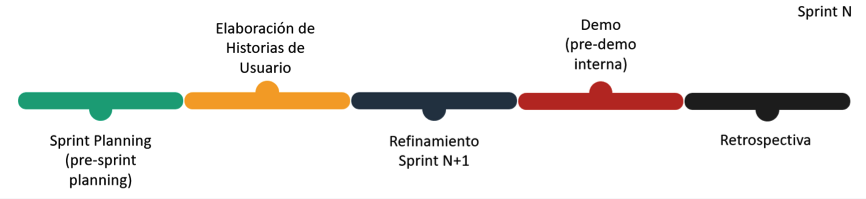 Sprint N
Elaboración de
Historias de
Usuario
Demo
(pre-demo
interna)
Sprint Planning
(pre-sprint
planning)
Refinamiento
Sprint N+1
Retrospectiva